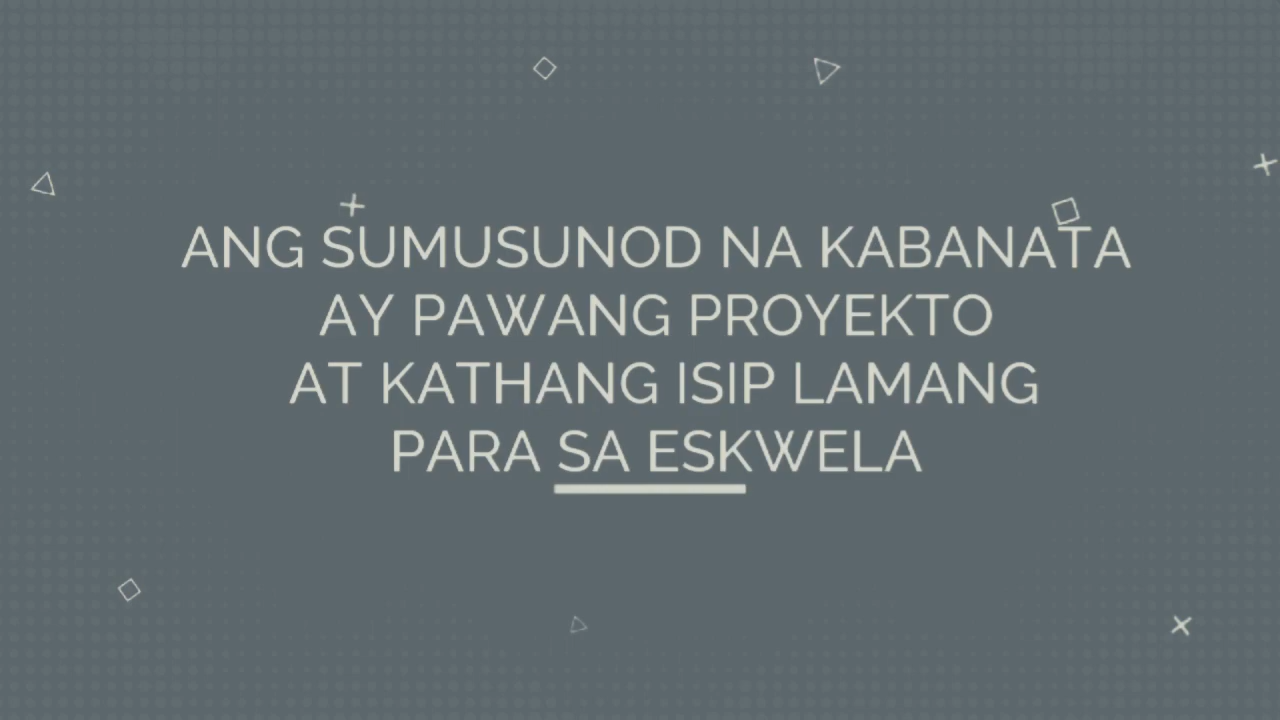 ANG SUMUSUNOD NA KABANATA
AY PAWANG PROYEKTO
AT KATHANG ISIP LAMANG
PARA SA ESKWELA